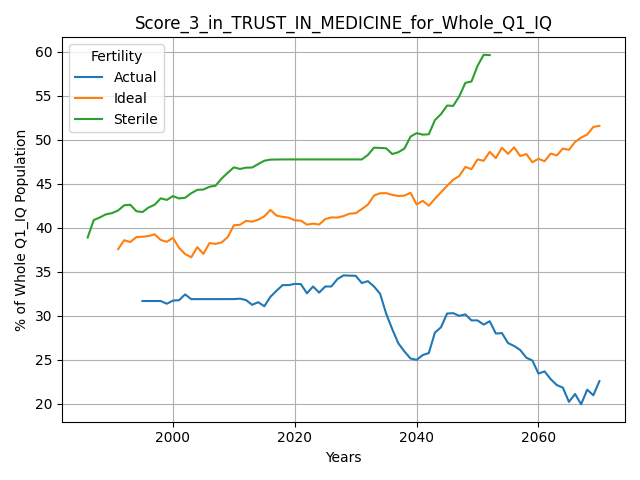 Score_3_in_TRUST_IN_MEDICINE_for_Whole_Q1_IQ
Fertility
Actual
Ideal
Sterile
% of Whole Q1_IQ Population
60
55
50
45
40
35
30
25
20
2000
2020
2040
2060
Years